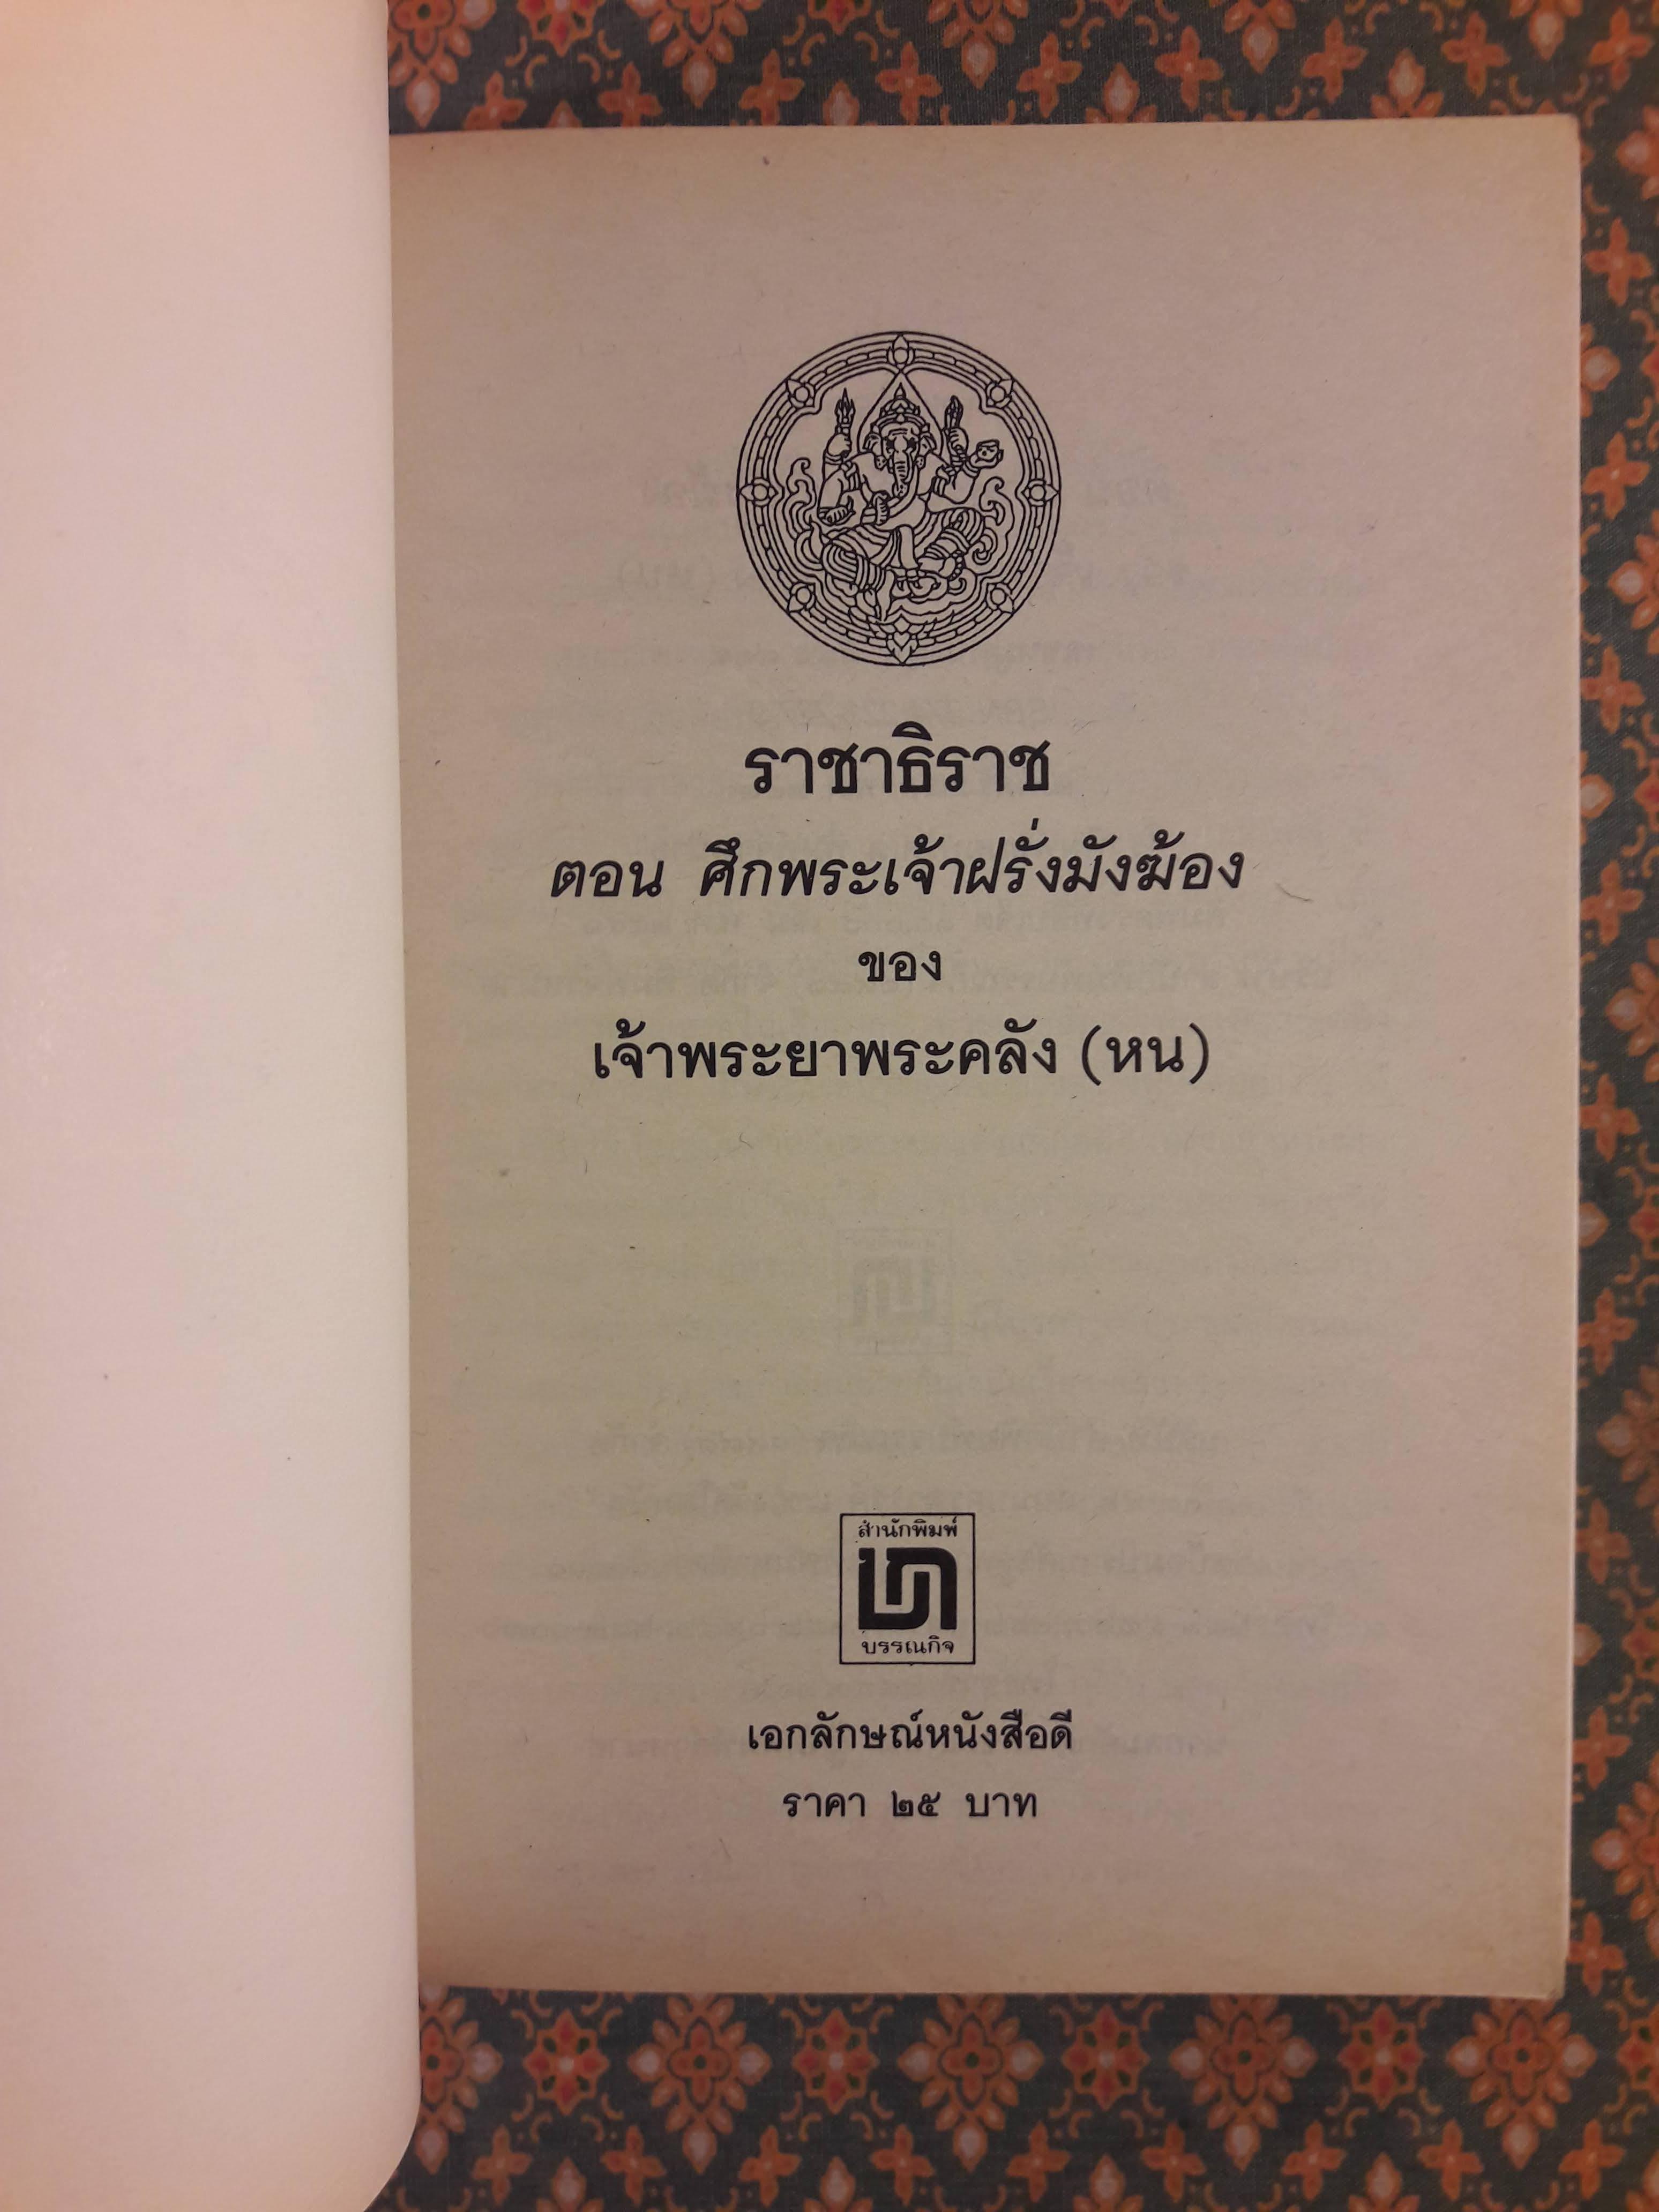 ราชาธิราช
ตอน ศึกพระเจ้าฝรั่งมังฆ้อง
ของ
เจ้าพระยาพระคลัง (หน)
สำนักพิมพ์
บรรณกิจ
เอกลักษณ์หนังสือดี
ราคา ๒๕ บาท